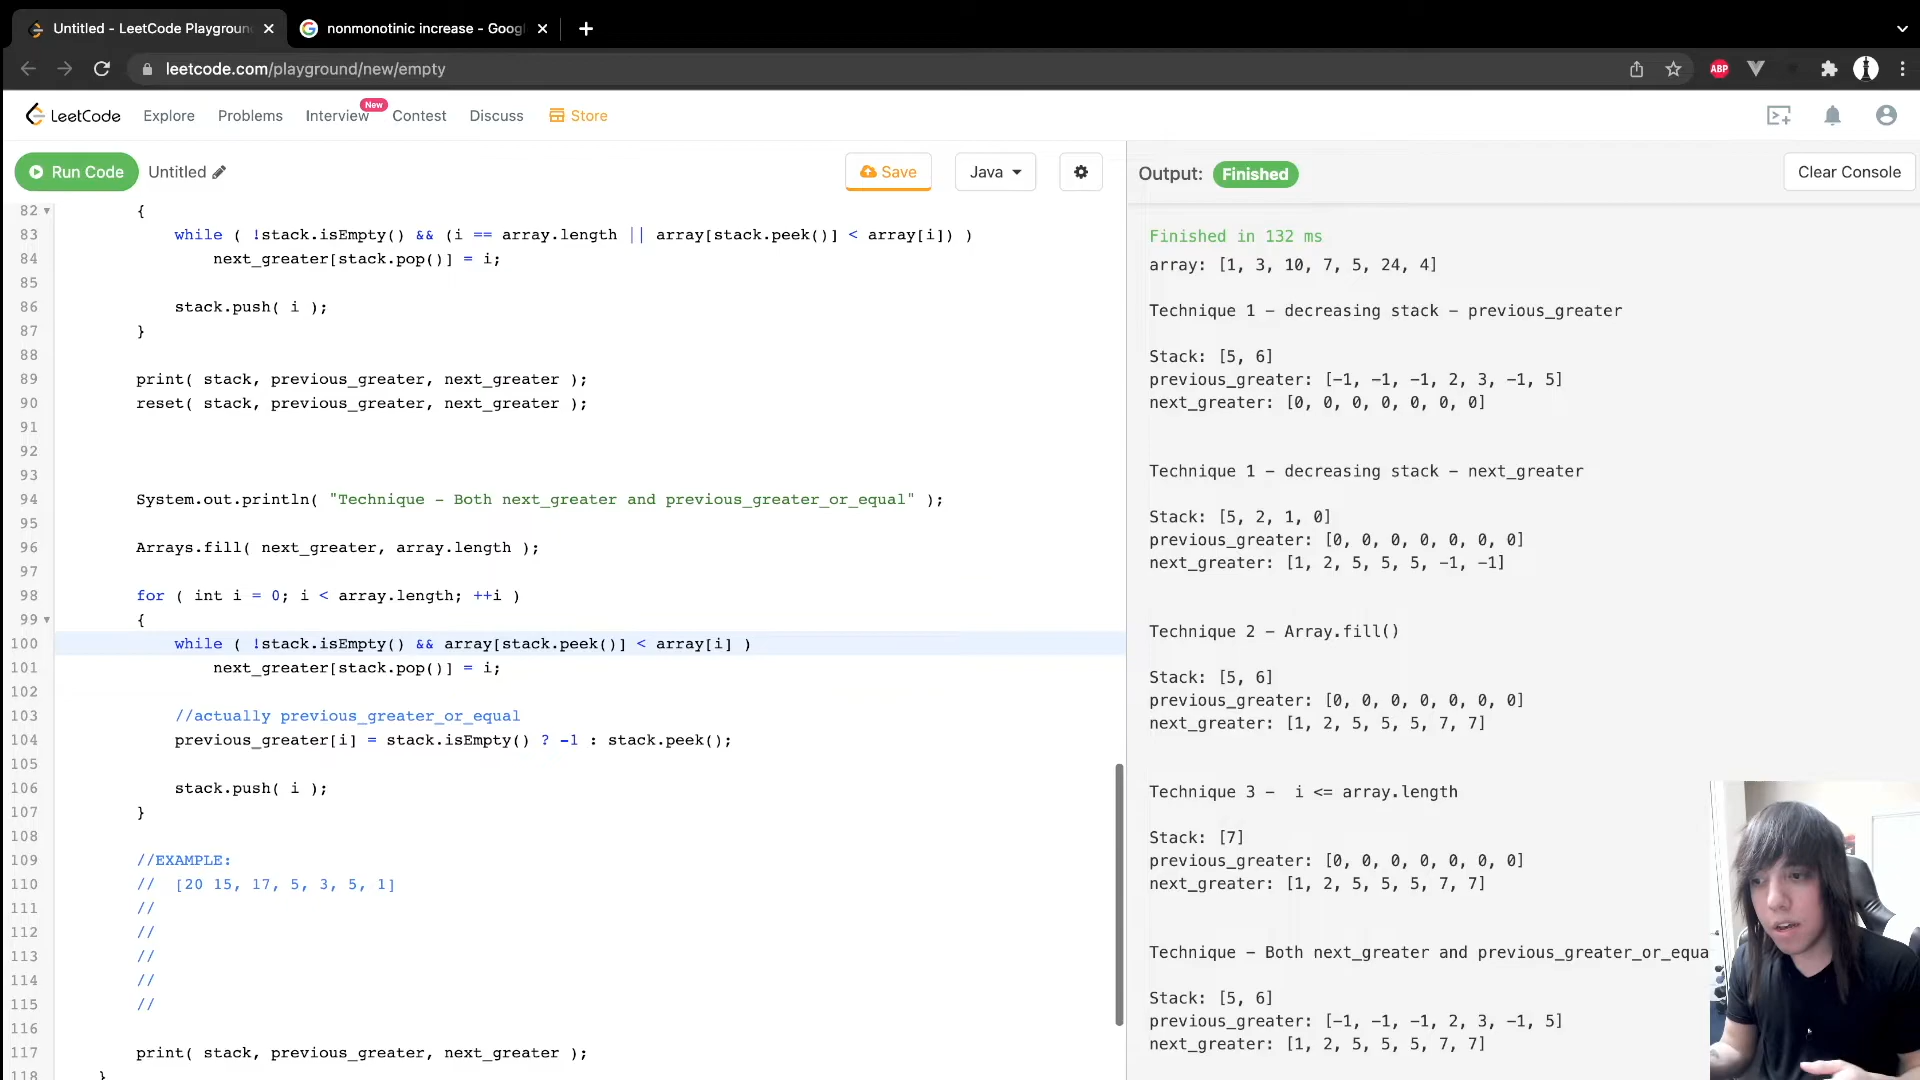 Untitled - LeetCode Playgroun
nonmonotinic increase - Goog
leetcode.com/playground/new/empty
ABP
LeetCode
Explore
Problems
Interview
New
Contest
Discuss
Store
Run Code
Untitled
Save
Java
Output:
Finished
Clear Console
82 {
83 while ( !stack.isEmpty() && (i == array.length || array[stack.peek()] < array[i]) )
84 next_greater[stack.pop()] = i;
85
86 stack.push( i );
87 }
88
89 print( stack, previous_greater, next_greater );
90 reset( stack, previous_greater, next_greater );
91
92
93
94 System.out.println( "Technique - Both next_greater and previous_greater_or_equal" );
95
96 Arrays.fill( next_greater, array.length );
97
98 for ( int i = 0; i < array.length; ++i )
99 {
100 while ( !stack.isEmpty() && array[stack.peek()] < array[i] )
101 next_greater[stack.pop()] = i;
102
103 //actually previous_greater_or_equal
104 previous_greater[i] = stack.isEmpty() ? -1 : stack.peek();
105
106 stack.push( i );
107 }
108
109 //EXAMPLE:
110 // [20 15, 17, 5, 3, 5, 1]
111 //
112 //
113 //
114 //
115 //
116
117 print( stack, previous_greater, next_greater );
118 }
Finished in 132 ms
array: [1, 3, 10, 7, 5, 24, 4]
Technique 1 - decreasing stack - previous_greater
Stack: [5, 6]
previous_greater: [-1, -1, -1, 2, 3, -1, 5]
next_greater: [0, 0, 0, 0, 0, 0, 0]
Technique 1 - decreasing stack - next_greater
Stack: [5, 2, 1, 0]
previous_greater: [0, 0, 0, 0, 0, 0, 0]
next_greater: [1, 2, 5, 5, 5, -1, -1]
Technique 2 - Array.fill()
Stack: [5, 6]
previous_greater: [0, 0, 0, 0, 0, 0, 0]
next_greater: [1, 2, 5, 5, 5, 7, 7]
Technique 3 -  i <= array.length
Stack: [7]
previous_greater: [0, 0, 0, 0, 0, 0, 0]
next_greater: [1, 2, 5, 5, 5, 7, 7]
Technique - Both next_greater and previous_greater_or_equa
Stack: [5, 6]
previous_greater: [-1, -1, -1, 2, 3, -1, 5]
next_greater: [1, 2, 5, 5, 5, 7, 7]